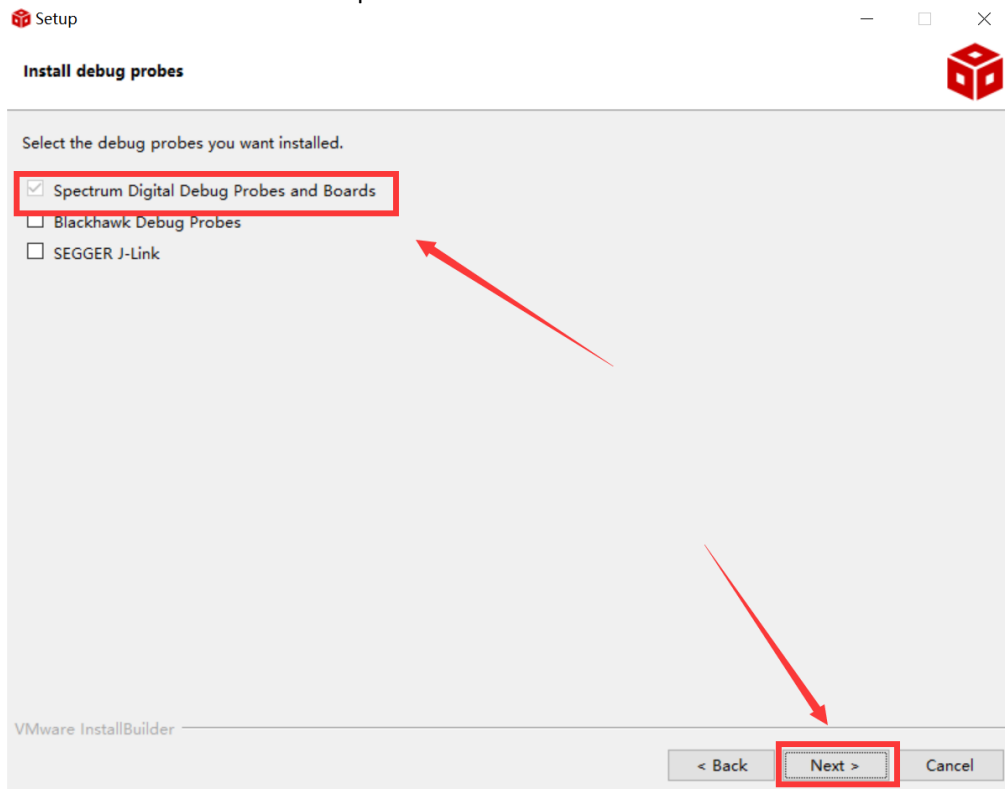 Setup
Install debug probes
Select the debug probes you want installed.
Spectrum Digital Debug Probes and Boards
Blackhawk Debug Probes
SEGGER J-Link
VMware InstallBuilder
< Back Next > Cancel